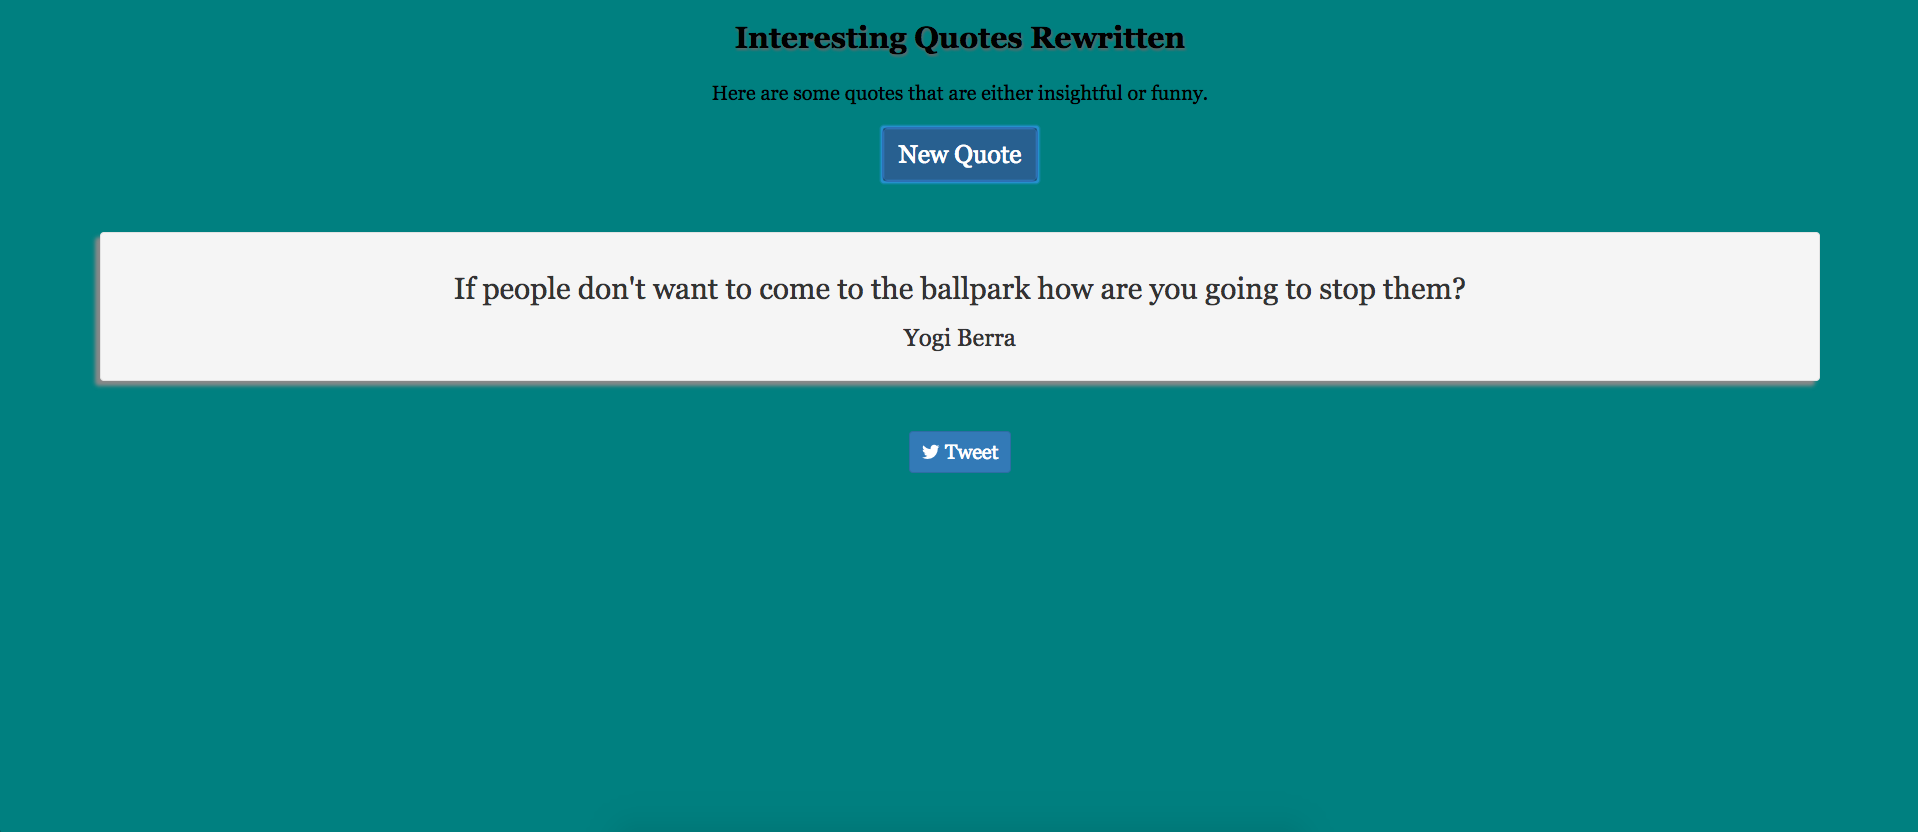 Interesting Quotes Rewritten
Here are some quotes that are either insightful or funny.
New Quote
If people don't want to come to the ballpark how are you going to stop them?
Yogi Berra
Tweet